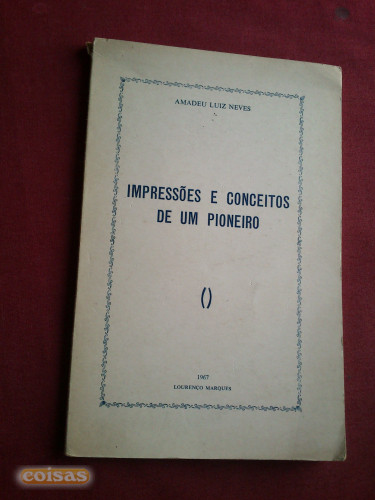 AMADEU LUIZ NEVES
IMPRESSÕES E CONCEITOS
DE UM PIONEIRO
()
1967
LOURENÇO MARQUES
coisas